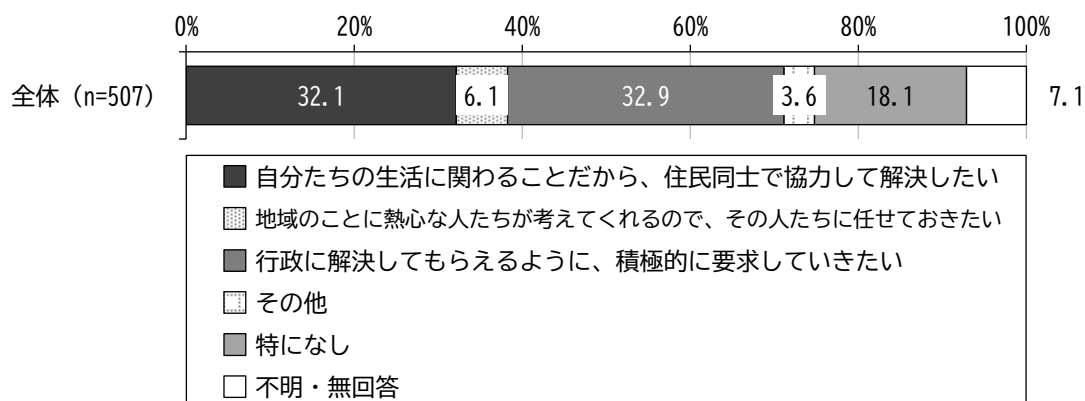 0% 20% 40% 60% 80% 100%
全体（n=507） 32.1 6.1 32.9 3.6 18.1 7.1
自分たちの生活に関わることだから、住民同士で協力して解決したい
地域のことに熱心な人たちが考えてくれるので、その人たちに任せておきたい
行政に解決してもらえるように、積極的に要求していきたい
その他
特になし
不明・無回答